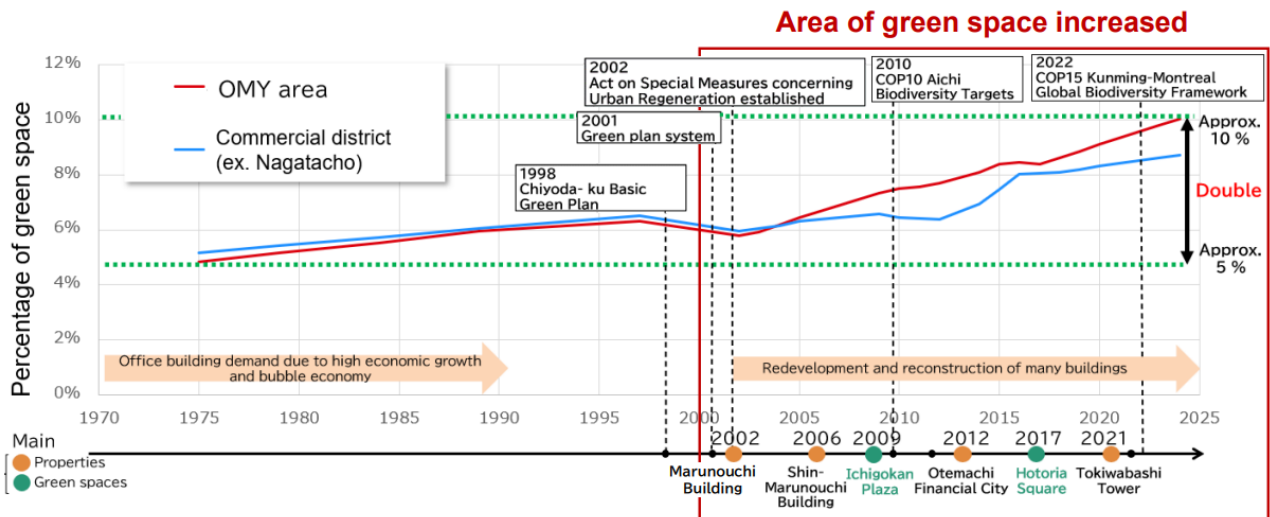 Area of green space increased
12%
10%
8%
6%
4%
2%
0%
Percentage of green space
OMY area
Commercial district
(ex. Nagatacho)
1998
Chiyoda- ku Basic
Green Plan
2001
Green plan system
2002
Act on Special Measures concerning
Urban Regeneration established
2010
COP10 Aichi
Biodiversity Targets
2022
COP15 Kunming-Montreal
Global Biodiversity Framework
Approx.
10 %
Double
Approx.
5 %
Office building demand due to high economic growth
and bubble economy
Redevelopment and reconstruction of many buildings
1970
1975
1980
1985
1990
1995
2000
2005
2010
2015
2020
2025
Main
Properties
Green spaces
2002
Marunouchi
Building
2006
Shin-
Marunouchi
Building
2009
Ichigokan
Plaza
2012
Otemachi
Financial City
2017
Hotoria
Square
2021
Tokiwabashi
Tower